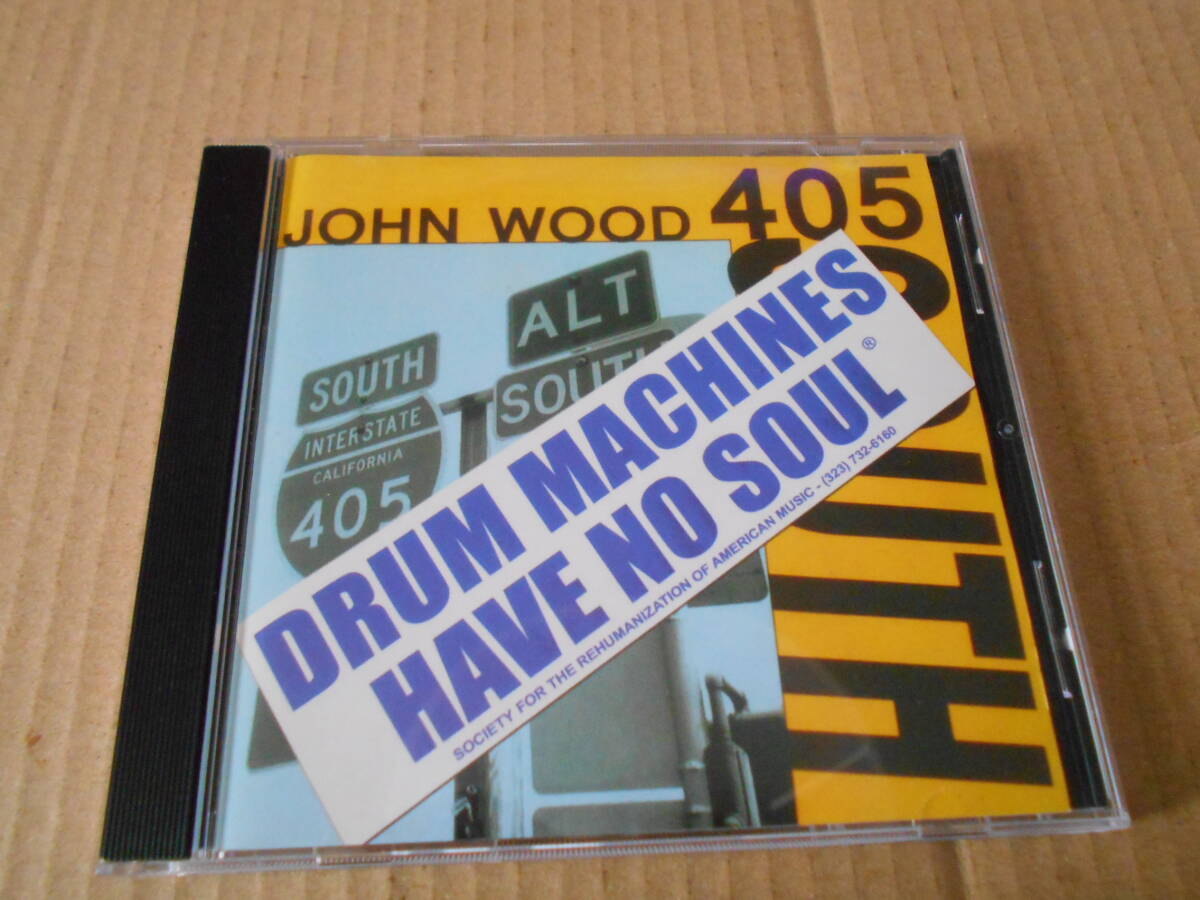 JOHN WOOD 405
SOUTH
ALT
SOUTH
SOUTH
INTERSTATE
CALIFORNIA
405
DRUM MACHINES
HAVE NO SOUL®
SOCIETY FOR THE REHUMANIZATION OF AMERICAN MUSIC - (323) 732-6160